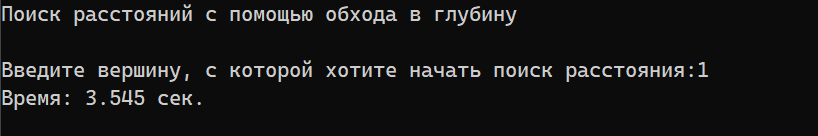 Поиск расстояний с помощью обхода в глубину
Введите вершину, с которой хотите начать поиск расстояния:1
Время: 3.545 сек.